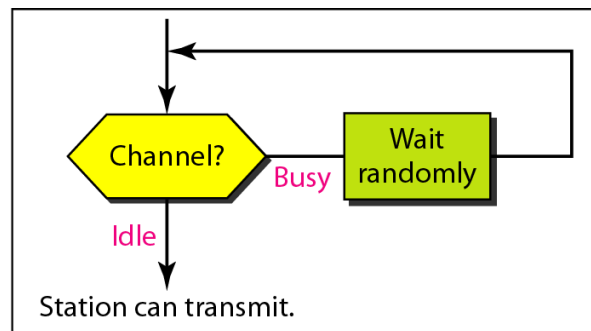 Channel?
Busy
Wait
randomly
Idle
Station can transmit.